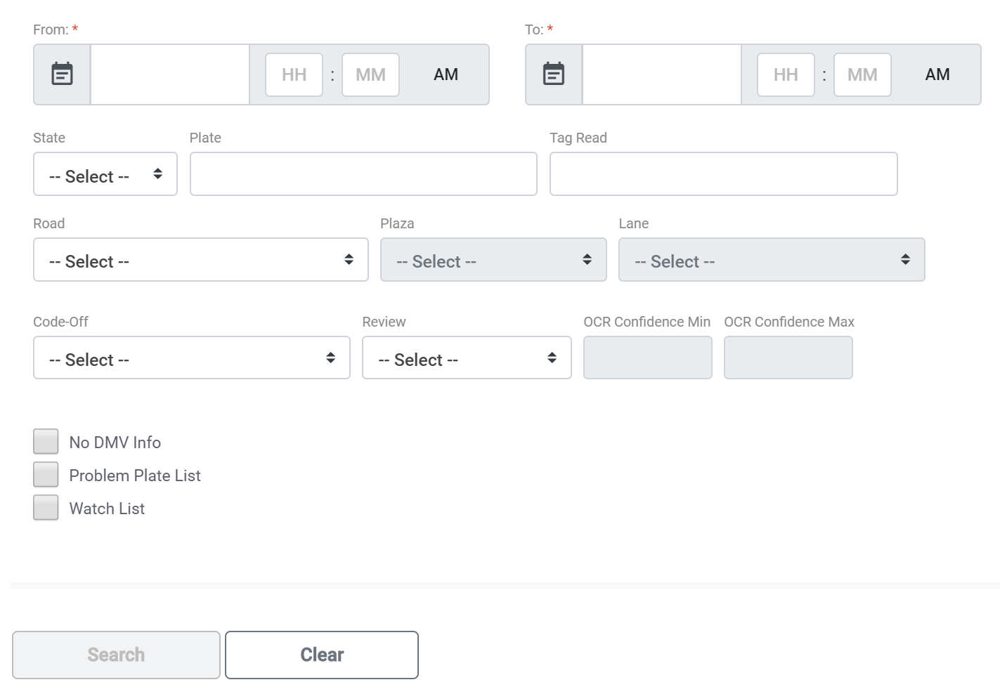 From: * To: *
HH : MM AM HH : MM AM
State Plate Tag Read
-- Select --
Road Plaza Lane
-- Select -- -- Select -- -- Select --
Code-Off Review OCR Confidence Min OCR Confidence Max
-- Select -- -- Select --
No DMV Info
Problem Plate List
Watch List
Search Clear